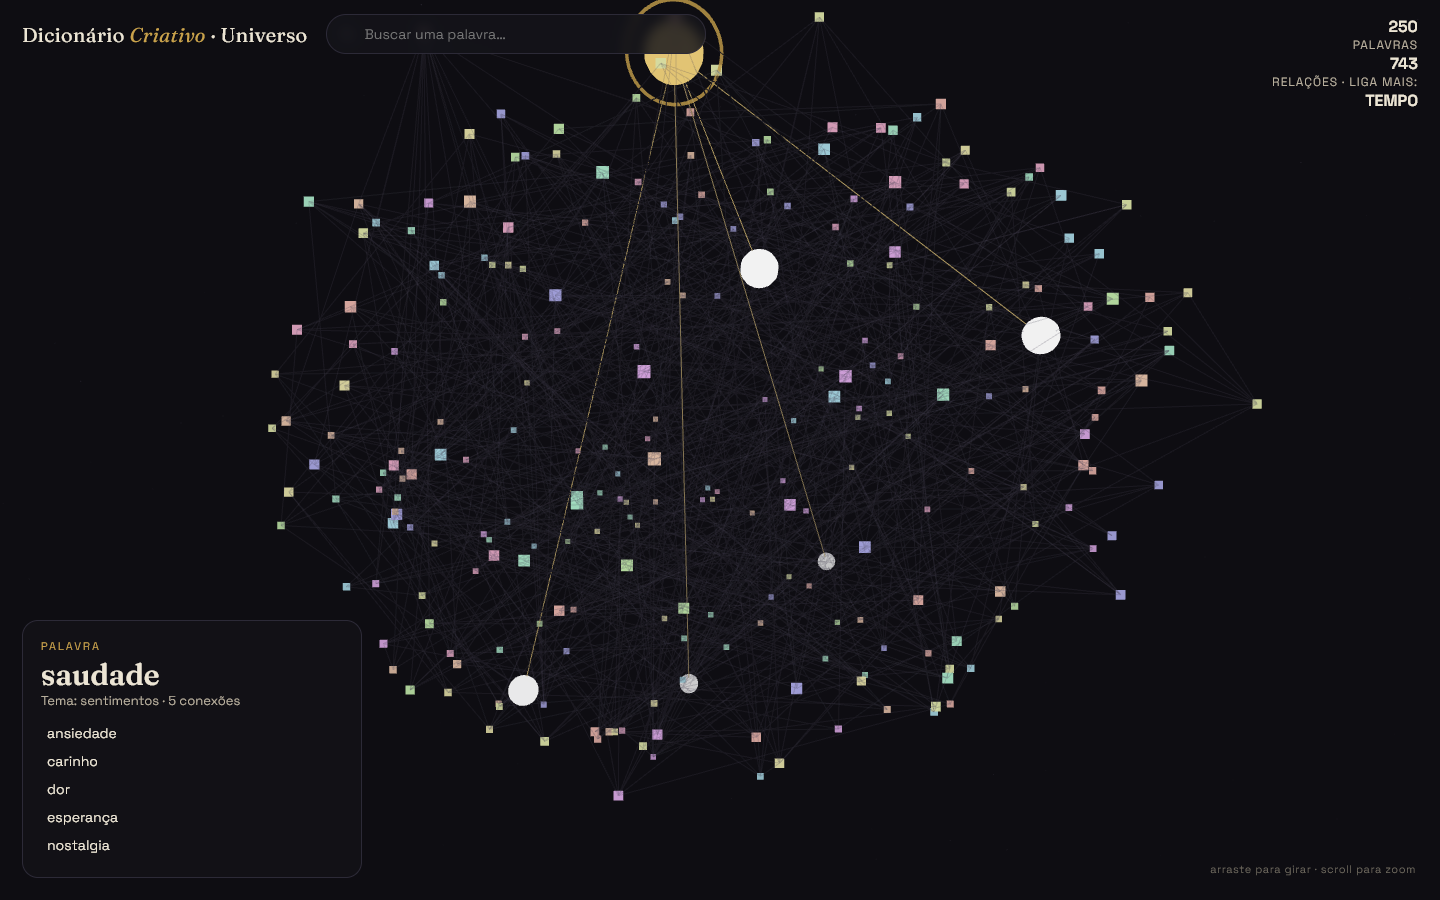 Dicionário Criativo · Universo
Buscar uma palavra...
250
PALAVRAS
743
RELAÇÕES · LIGA MAIS:
TEMPO
PALAVRA
saudade
Tema: sentimentos · 5 conexões
ansiedade
carinho
dor
esperança
nostalgia
arraste para girar · scroll para zoom